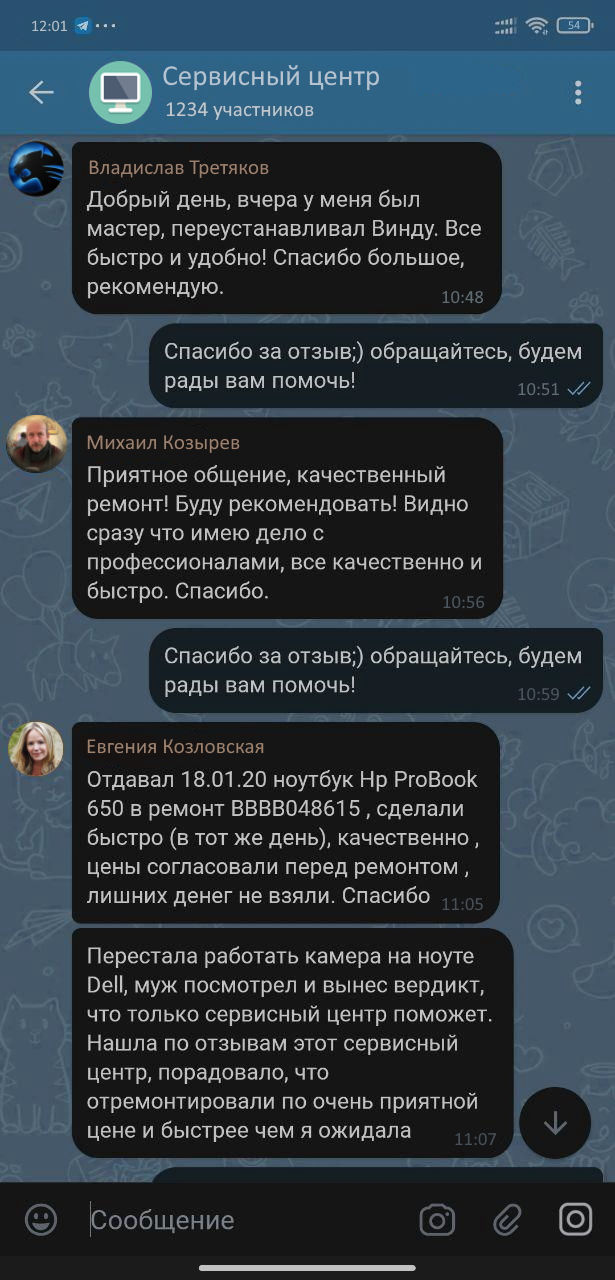 12:01
54
Сервисный центр
1234 участников
Владислав Третяков
Добрый день, вчера у меня был
мастер, переустанавливал Винду. Все
быстро и удобно! Спасибо большое,
рекомендую.
10:48
Спасибо за отзыв;) обращайтесь, будем
рады вам помочь!
10:51
Михаил Козырев
Приятное общение, качественный
ремонт! Буду рекомендовать! Видно
сразу что имею дело с
профессионалами, все качественно и
быстро. Спасибо.
10:56
Спасибо за отзыв;) обращайтесь, будем
рады вам помочь!
10:59
Евгения Козловская
Отдавал 18.01.20 ноутбук Hp ProBook
650 в ремонт BBBB048615 , сделали
быстро (в тот же день), качественно ,
цены согласовали перед ремонтом ,
лишних денег не взяли. Спасибо
11:05
Перестала работать камера на ноуте
Dell, муж посмотрел и вынес вердикт,
что только сервисный центр поможет.
Нашла по отзывам этот сервисный
центр, порадовало, что
отремонтировали по очень приятной
цене и быстрее чем я ожидала
11:07
Сообщение